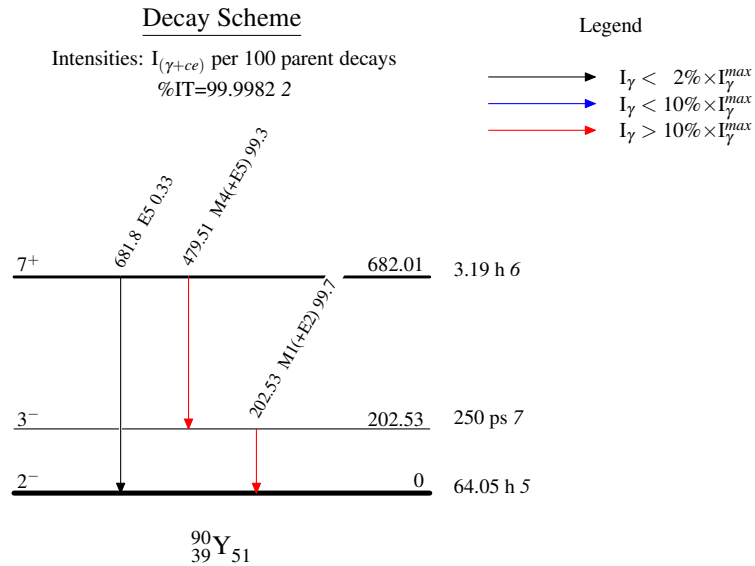 Decay Scheme
Intensities: I(γ+ce) per 100 parent decays
%IT=99.9982 2
Legend
Iγ < 2%×Iγmax
Iγ < 10%×Iγmax
Iγ > 10%×Iγmax
681.8 E5 0.33
479.51 M4(+E5) 99.3
202.53 M1(+E2) 99.7
7+ 682.01 3.19 h 6
3− 202.53 250 ps 7
2− 0 64.05 h 5
90 39Y51